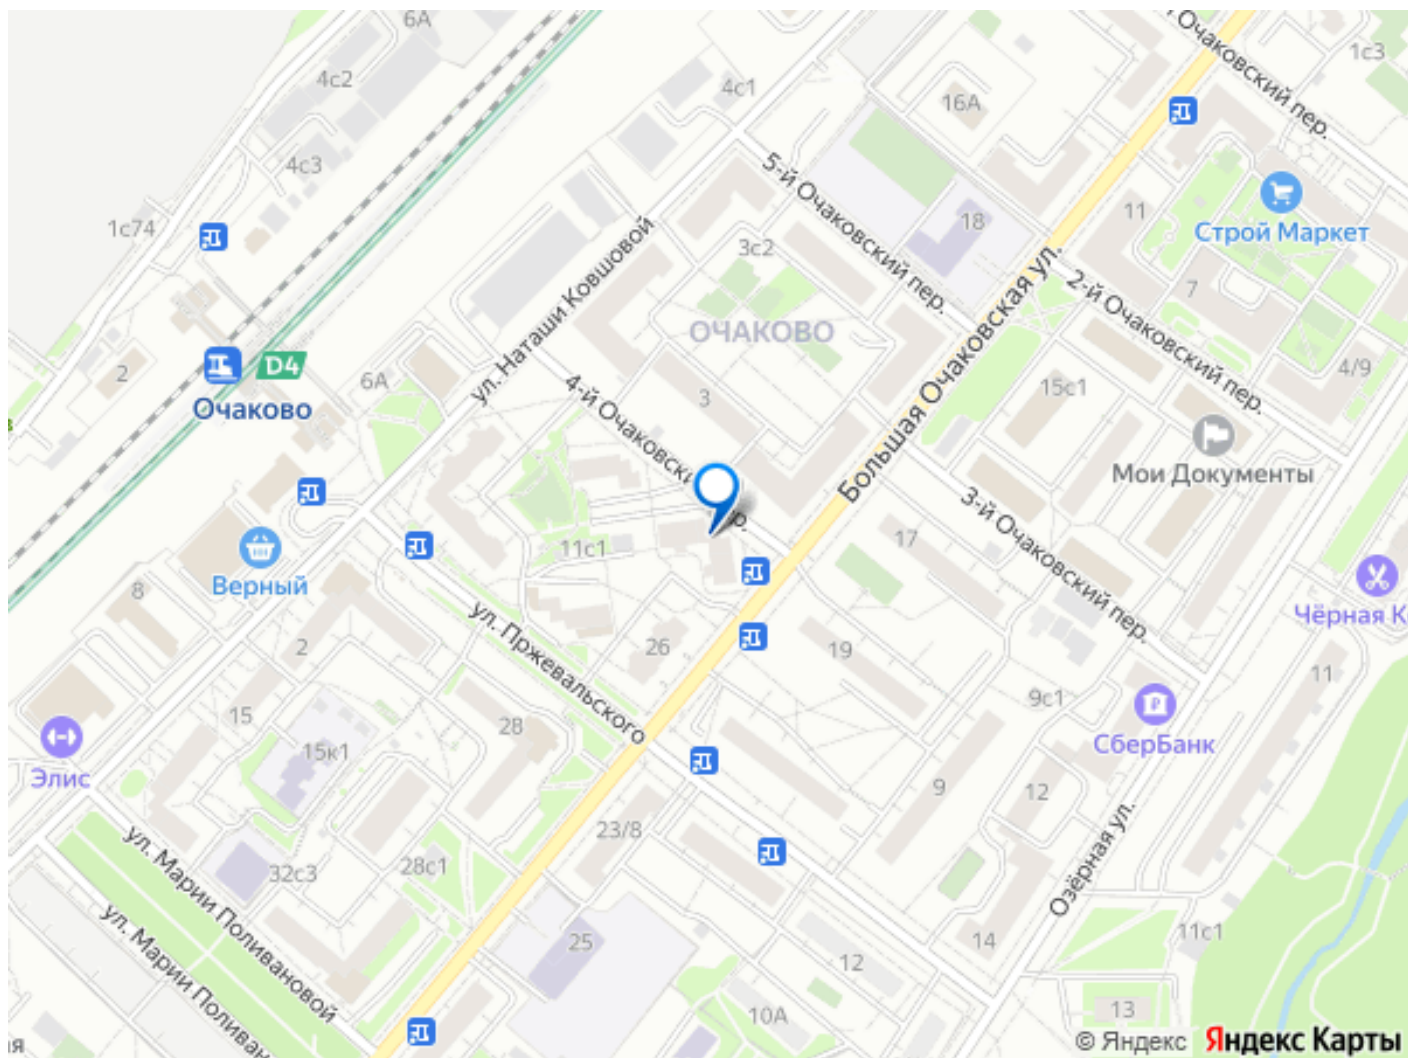 6А
Очаковский пер.
1с3
4с2
4с1
16А
4с3
5-й Очаковский пер.
1с74
18
11
Строй Маркет
3с2
ул. Наташи Ковшовой
Большая Очаковская ул.
2-й Очаковский пер.
7
ОЧАКОВО
D4
2
6А
4/9
Очаково
3
15с1
4-й Очаковски
р.
Мои Документы
3-й Очаковский пер.
17
11с1
Верный
8
Чёрная К
ул. Пржевальского
2
26
19
11
15
28
9с1
15к1
СберБанк
Элис
9
12
23/8
ул. Марии Поливановой
32с3
28с1
Озёрная ул.
ул. Марии Поливан
25
14
11с1
12
10А
13
ая
© Яндекс Яндекс Карты